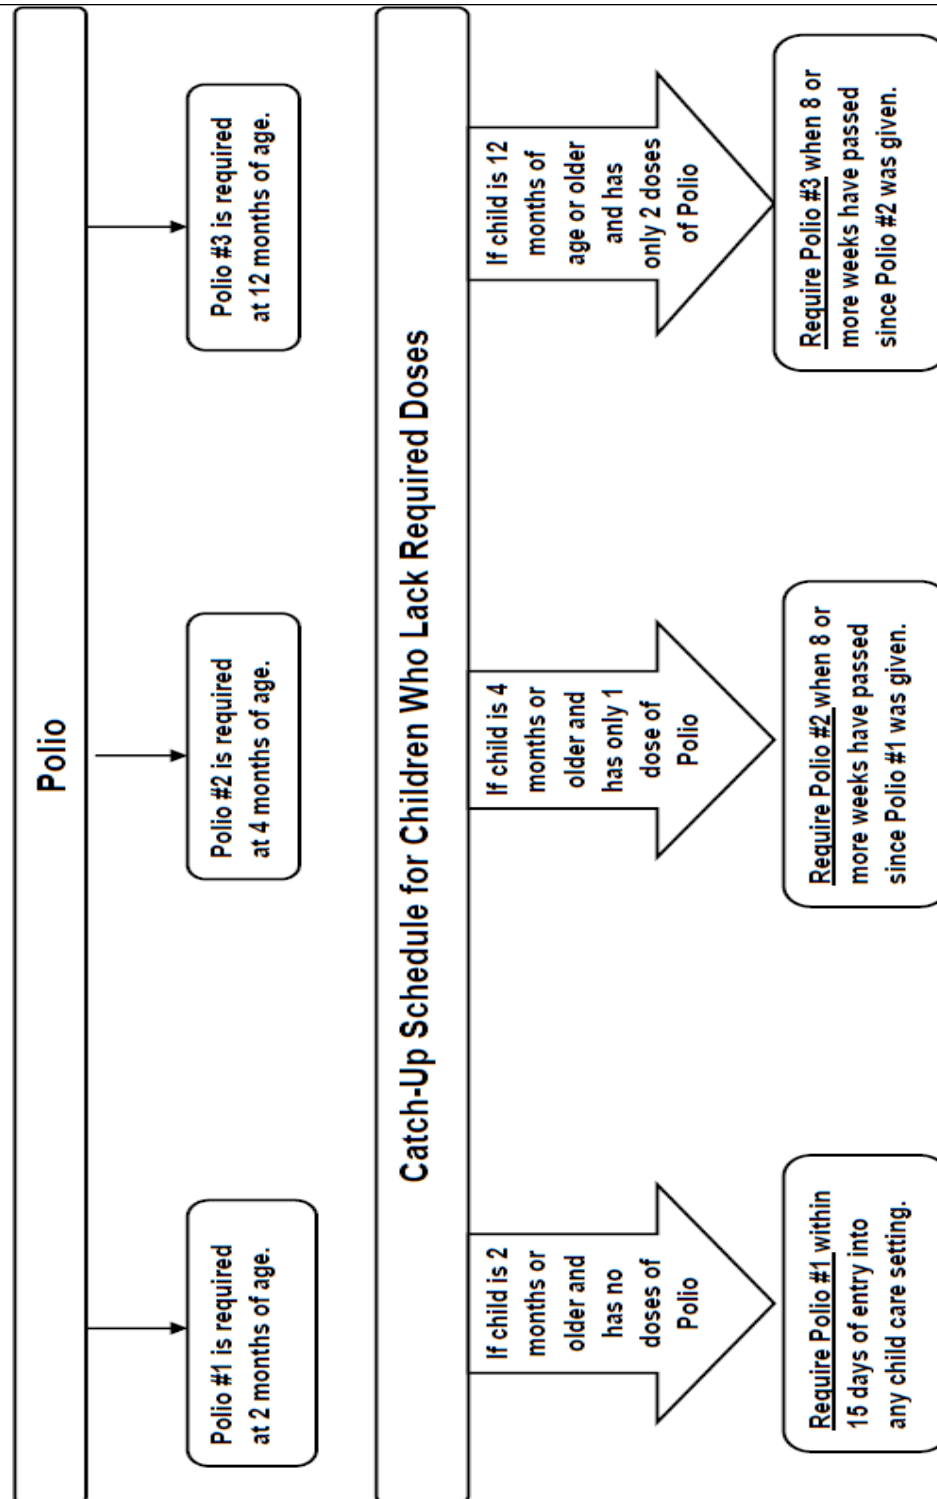 Polio
Polio #1 is required
at 2 months of age.
Polio #2 is required
at 4 months of age.
Polio #3 is required
at 12 months of age.
Catch-Up Schedule for Children Who Lack Required Doses
If child is 2
months or
older and
has no
doses of
Polio
If child is 4
months or
older and
has only 1
dose of
Polio
If child is 12
months of
age or older
and has
only 2 doses
of Polio
Require Polio #1 within
15 days of entry into
any child care setting.
Require Polio #2 when 8 or
more weeks have passed
since Polio #1 was given.
Require Polio #3 when 8 or
more weeks have passed
since Polio #2 was given.